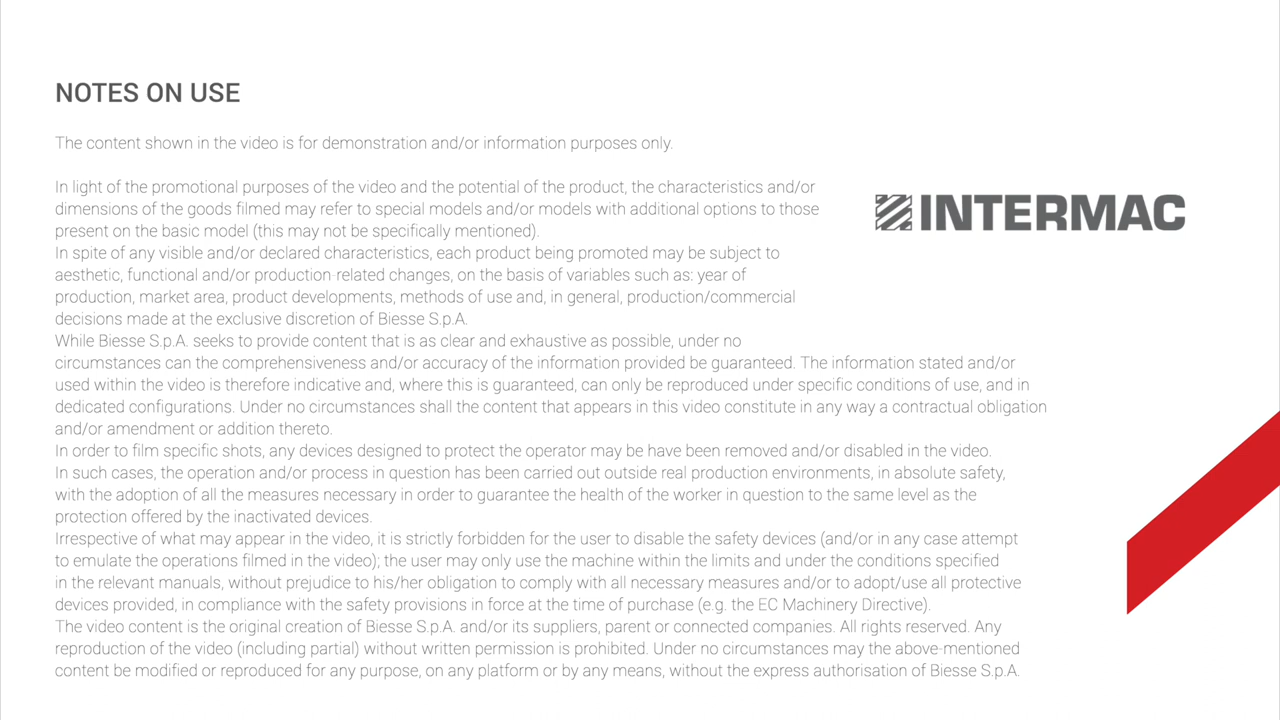 NOTES ON USE
The content shown in the video is for demonstration and/or information purposes only.
In light of the promotional purposes of the video and the potential of the product, the characteristics and/or
dimensions of the goods filmed may refer to special models and/or models with additional options to those
present on the basic model (this may not be specifically mentioned).
In spite of any visible and/or declared characteristics, each product being promoted may be subject to
aesthetic, functional and/or production-related changes, on the basis of variables such as: year of
production, market area, product developments, methods of use and, in general, production/commercial
decisions made at the exclusive discretion of Biesse S.p.A.
While Biesse S.p.A. seeks to provide content that is as clear and exhaustive as possible, under no
circumstances can the comprehensiveness and/or accuracy of the information provided be guaranteed. The information stated and/or
used within the video is therefore indicative and, where this is guaranteed, can only be reproduced under specific conditions of use, and in
dedicated configurations. Under no circumstances shall the content that appears in this video constitute in any way a contractual obligation
and/or amendment or addition thereto.
In order to film specific shots, any devices designed to protect the operator may be have been removed and/or disabled in the video.
In such cases, the operation and/or process in question has been carried out outside real production environments, in absolute safety,
with the adoption of all the measures necessary in order to guarantee the health of the worker in question to the same level as the
protection offered by the inactivated devices.
Irrespective of what may appear in the video, it is strictly forbidden for the user to disable the safety devices (and/or in any case attempt
to emulate the operations filmed in the video); the user may only use the machine within the limits and under the conditions specified
in the relevant manuals, without prejudice to his/her obligation to comply with all necessary measures and/or to adopt/use all protective
devices provided, in compliance with the safety provisions in force at the time of purchase (e.g. the EC Machinery Directive).
The video content is the original creation of Biesse S.p.A. and/or its suppliers, parent or connected companies. All rights reserved. Any
reproduction of the video (including partial) without written permission is prohibited. Under no circumstances may the above-mentioned
content be modified or reproduced for any purpose, on any platform or by any means, without the express authorisation of Biesse S.p.A.
INTERMAC